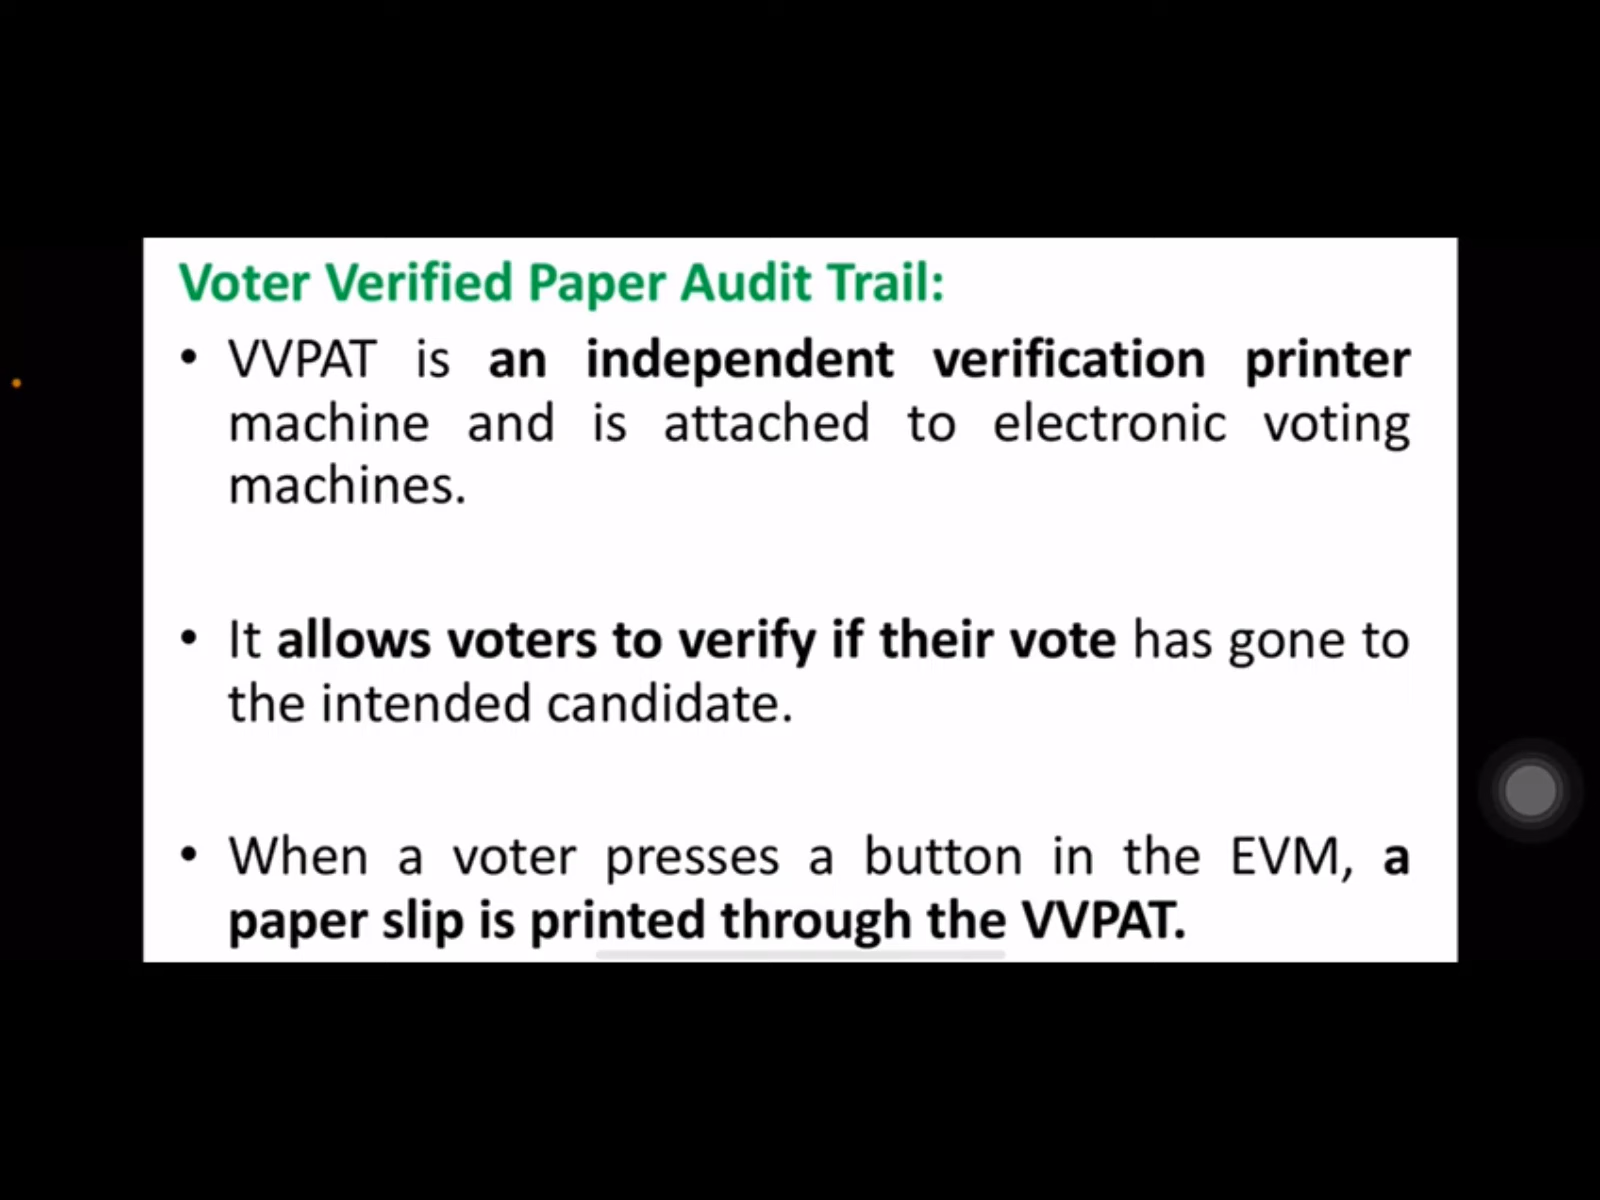 Voter Verified Paper Audit Trail:
• VVPAT is an independent verification printer
machine and is attached to electronic voting
machines.
• It allows voters to verify if their vote has gone to
the intended candidate.
• When a voter presses a button in the EVM, a
paper slip is printed through the VVPAT.